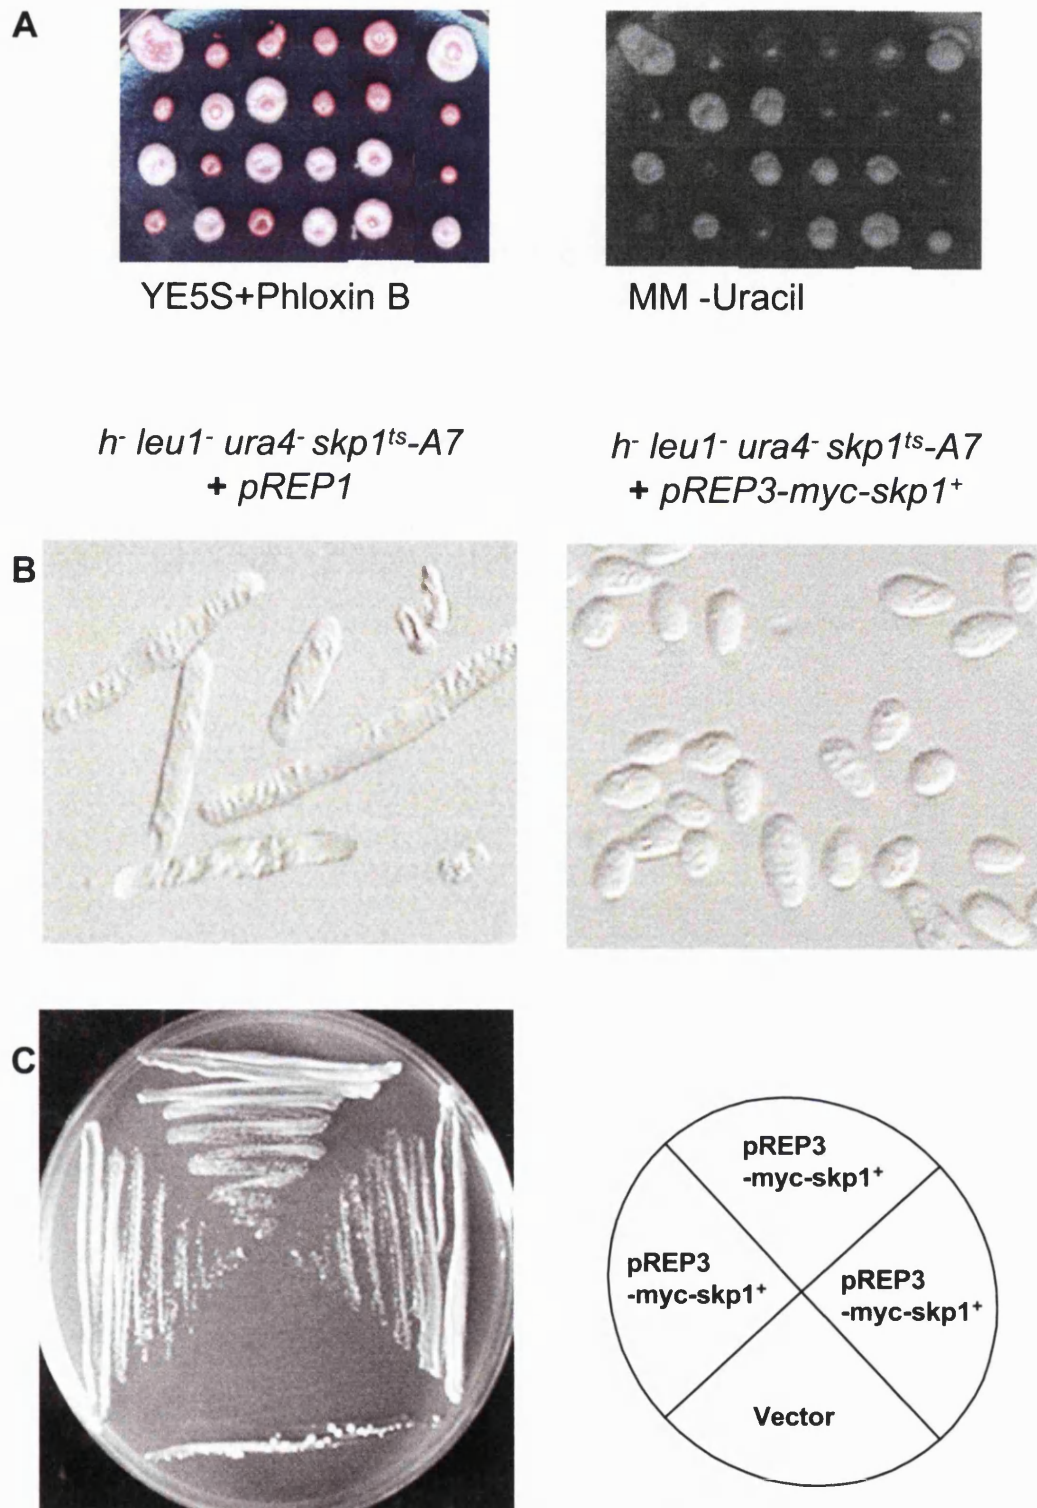 A
YE5S+Phloxin B
MM -Uracil
h- leu1- ura4- skp1ts-A7
+ pREP1
h- leu1- ura4- skp1ts-A7
+ pREP3-myc-skp1+
B
C
pREP3
-myc-skp1+
pREP3
-myc-skp1+
pREP3
-myc-skp1+
Vector